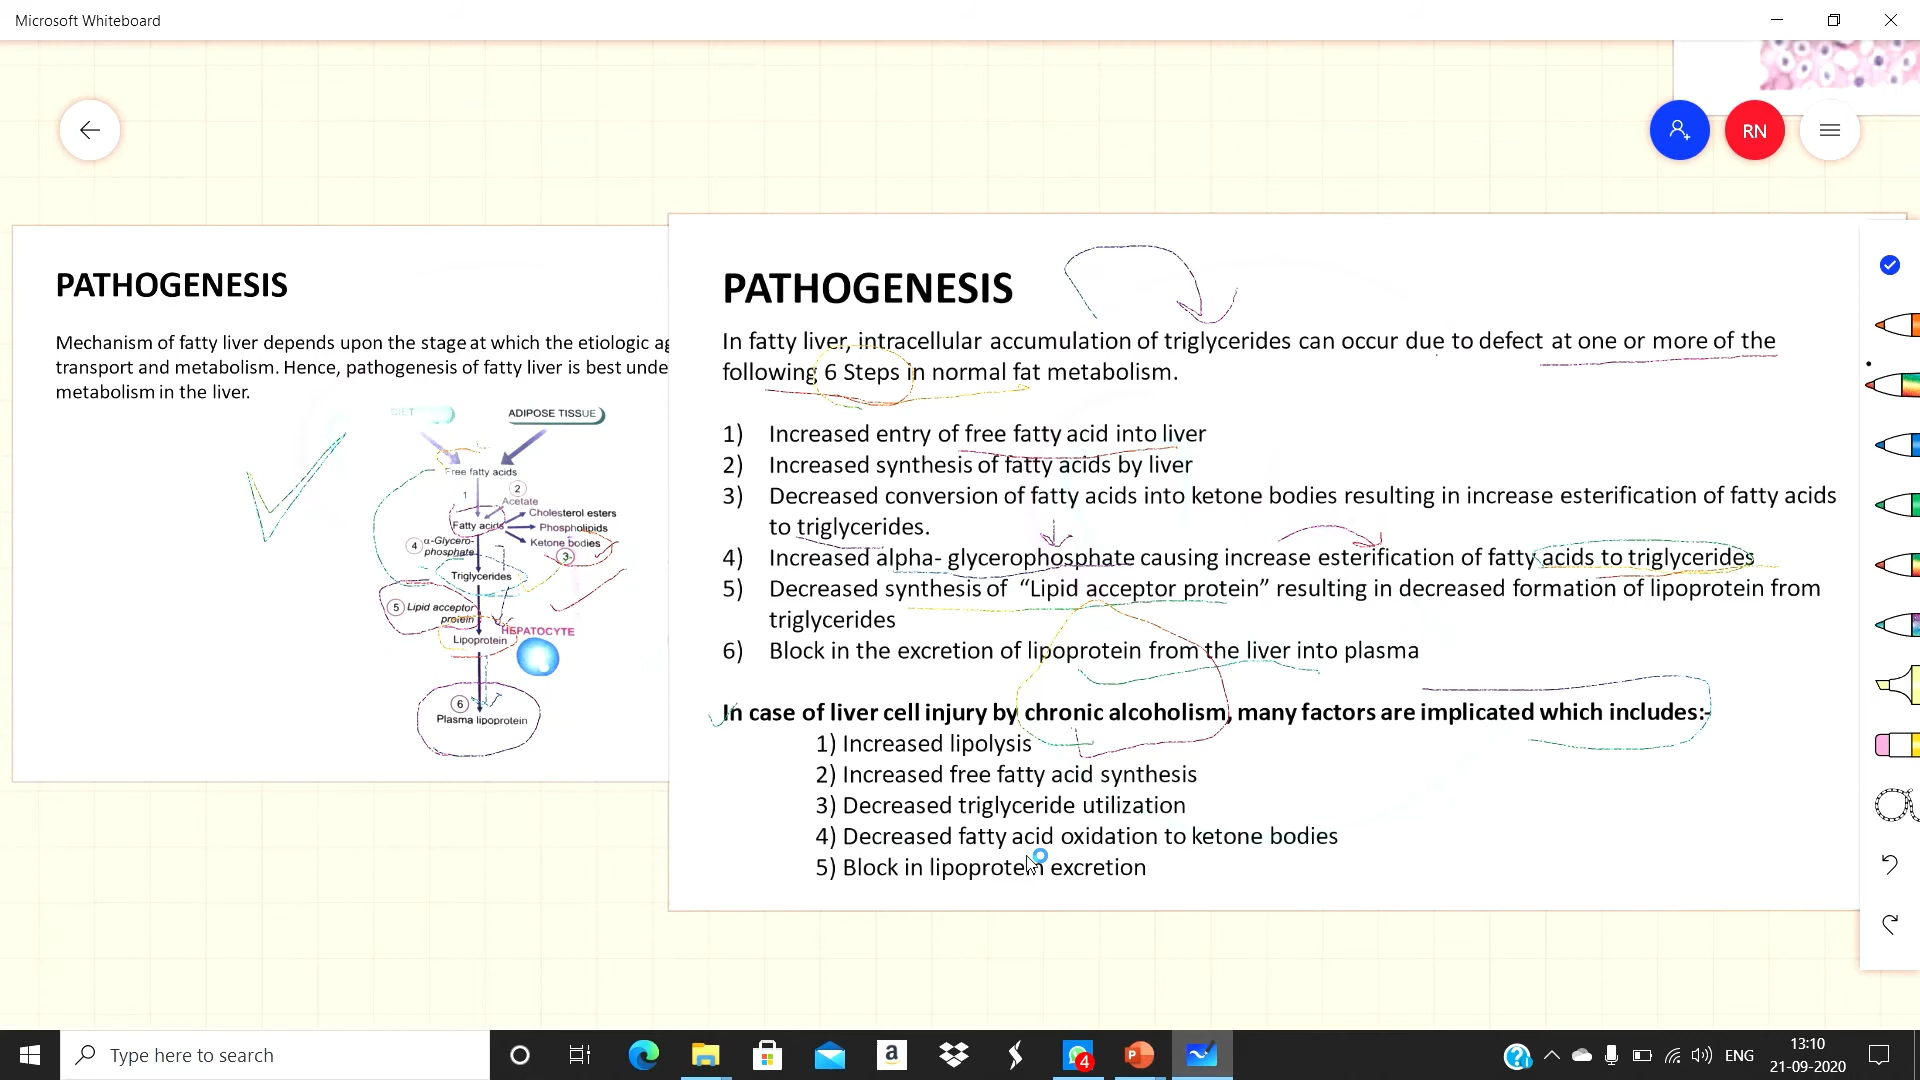 Microsoft Whiteboard
RN
PATHOGENESIS
Mechanism of fatty liver depends upon the stage at which the etiologic ag
transport and metabolism. Hence, pathogenesis of fatty liver is best unde
metabolism in the liver.
DIET
ADIPOSE TISSUE
Free fatty acids
1
2
Acetate
Cholesterol esters
Fatty acids
Phospholipids
4 α-Glycero-
phosphate
Ketone bodies
3
Triglycerides
5 Lipid acceptor
protein
HEPATOCYTE
Lipoprotein
6
Plasma lipoprotein
PATHOGENESIS
In fatty liver, intracellular accumulation of triglycerides can occur due to defect at one or more of the
following 6 Steps in normal fat metabolism.
1) Increased entry of free fatty acid into liver
2) Increased synthesis of fatty acids by liver
3) Decreased conversion of fatty acids into ketone bodies resulting in increase esterification of fatty acids
to triglycerides.
4) Increased alpha- glycerophosphate causing increase esterification of fatty acids to triglycerides
5) Decreased synthesis of “Lipid acceptor protein” resulting in decreased formation of lipoprotein from
triglycerides
6) Block in the excretion of lipoprotein from the liver into plasma
In case of liver cell injury by chronic alcoholism, many factors are implicated which includes:-
1) Increased lipolysis
2) Increased free fatty acid synthesis
3) Decreased triglyceride utilization
4) Decreased fatty acid oxidation to ketone bodies
5) Block in lipoprotein excretion
Type here to search
4
ENG
13:10
21-09-2020